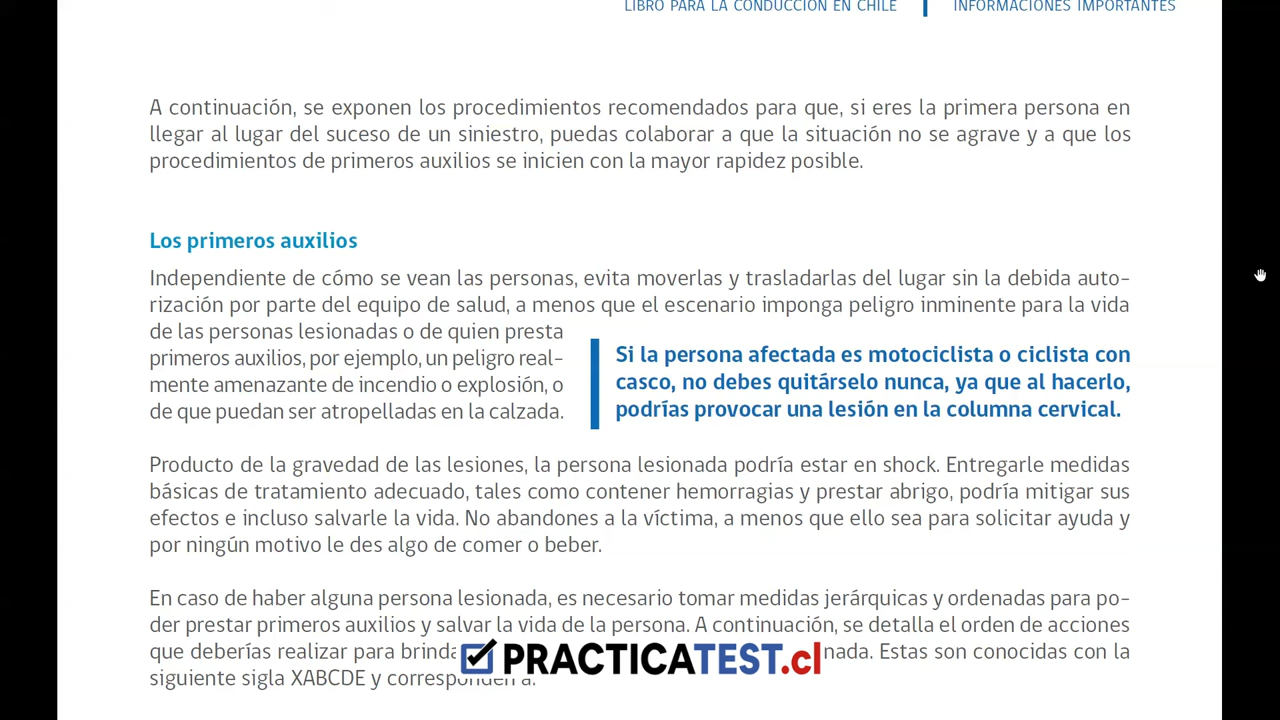 LIBRO PARA LA CONDUCCIÓN EN CHILE INFORMACIONES IMPORTANTES
A continuación, se exponen los procedimientos recomendados para que, si eres la primera persona en
llegar al lugar del suceso de un siniestro, puedas colaborar a que la situación no se agrave y a que los
procedimientos de primeros auxilios se inicien con la mayor rapidez posible.
Los primeros auxilios
Independiente de cómo se vean las personas, evita moverlas y trasladarlas del lugar sin la debida auto-
rización por parte del equipo de salud, a menos que el escenario imponga peligro inminente para la vida
de las personas lesionadas o de quien presta
primeros auxilios, por ejemplo, un peligro real-
mente amenazante de incendio o explosión, o
de que puedan ser atropelladas en la calzada.
Si la persona afectada es motociclista o ciclista con
casco, no debes quitárselo nunca, ya que al hacerlo,
podrías provocar una lesión en la columna cervical.
Producto de la gravedad de las lesiones, la persona lesionada podría estar en shock. Entregarle medidas
básicas de tratamiento adecuado, tales como contener hemorragias y prestar abrigo, podría mitigar sus
efectos e incluso salvarle la vida. No abandones a la víctima, a menos que ello sea para solicitar ayuda y
por ningún motivo le des algo de comer o beber.
En caso de haber alguna persona lesionada, es necesario tomar medidas jerárquicas y ordenadas para po-
der prestar primeros auxilios y salvar la vida de la persona. A continuación, se detalla el orden de acciones
que deberías realizar para Estas son conocidas con la
siguiente sigla XABCDE y corresponden a:
PRACTICATEST.cl